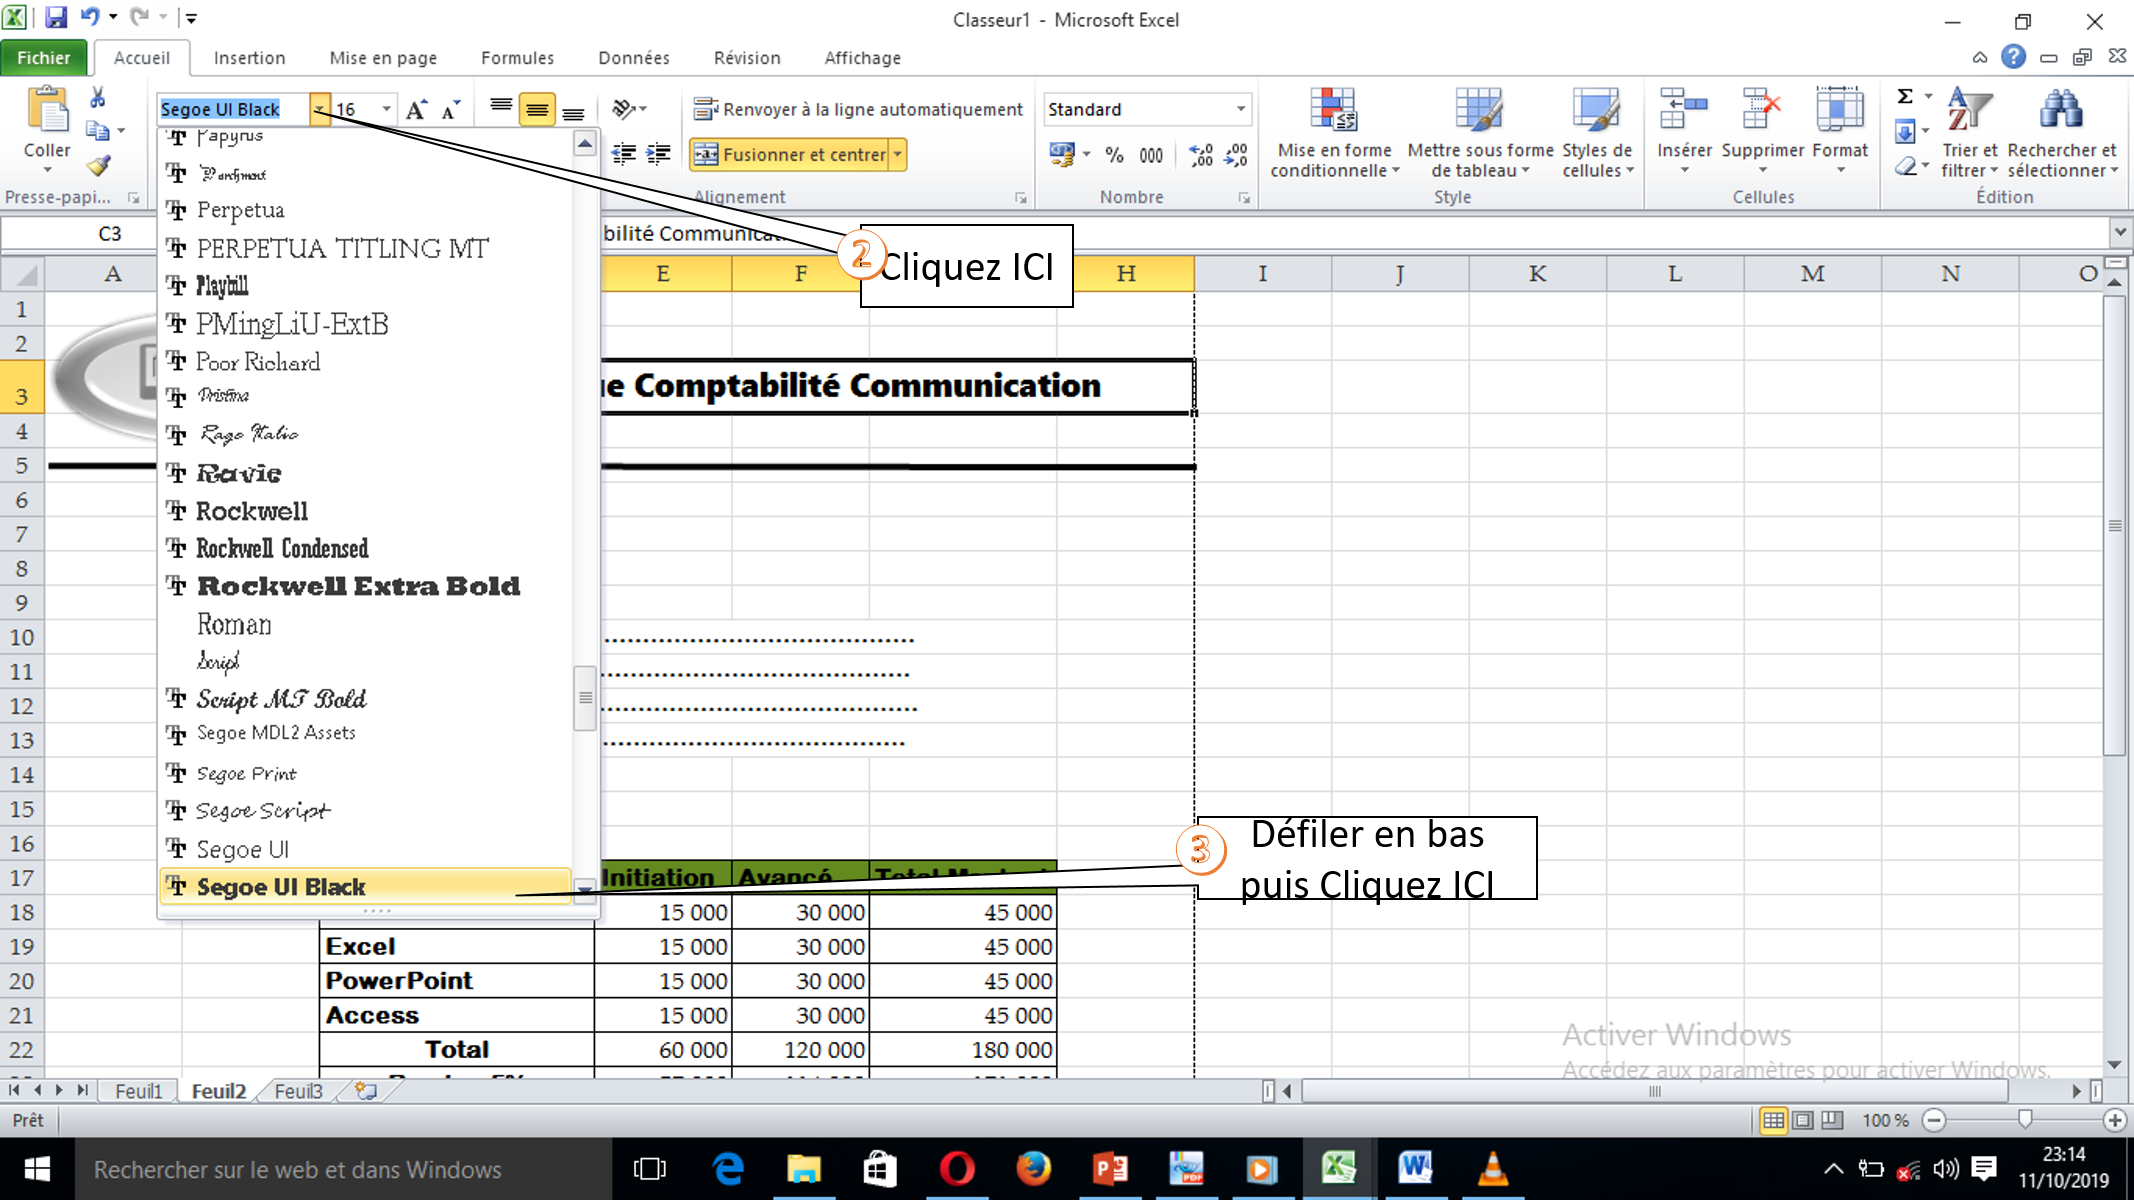 Classeur1 - Microsoft Excel
Fichier Accueil Insertion Mise en page Formules Données Révision Affichage
Coller
Presse-papi...
Segoe UI Black 16
Renvoyer à la ligne automatiquement
Fusionner et centrer
Alignement
Standard
% 000
Nombre
Mise en forme conditionnelle
Mettre sous forme de tableau
Styles de cellules
Style
Insérer Supprimer Format
Cellules
Σ
Trier et filtrer
Rechercher et sélectionner
Édition
C3
bilité Communicat
2 Cliquez ICI
A E F H I J K L M N O
Papyrus
Parchment
Perpetua
PERPETUA TITLING MT
Playbill
PMingLiU-ExtB
Poor Richard
Pristina
Rage Italic
Ravie
Rockwell
Rockwell Condensed
Rockwell Extra Bold
Roman
Script
Script MT Bold
Segoe MDL2 Assets
Segoe Print
Segoe Script
Segoe UI
Segoe UI Black
1
2
3 ue Comptabilité Communication
4
5
6
7
8
9
10 ........................................
11 ........................................
12 ........................................
13 ........................................
14
15
16
3 Défiler en bas
puis Cliquez ICI
17 Initiation Avancé Total
18 15 000 30 000 45 000
19 Excel 15 000 30 000 45 000
20 PowerPoint 15 000 30 000 45 000
21 Access 15 000 30 000 45 000
22 Total 60 000 120 000 180 000
Activer Windows
Accédez aux paramètres pour activer Windows.
Feuil1 Feuil2 Feuil3
Prêt 100 %
Rechercher sur le web et dans Windows
23:14
11/10/2019